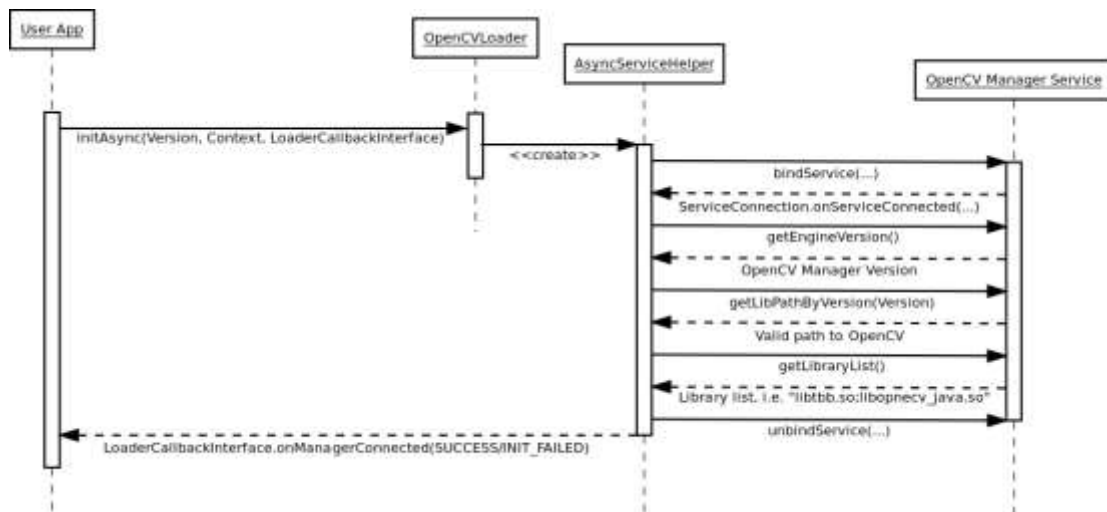 User App
OpenCVLoader
AsyncServiceHelper
OpenCV Manager Service
initAsync(Version, Context, LoaderCallbackInterface)
<<create>>
bindService(...)
ServiceConnection.onServiceConnected(...)
getEngineVersion()
OpenCV Manager Version
getLibPathByVersion(Version)
Valid path to OpenCV
getLibraryList()
Library list, i.e. "libtbb.so;libopnecv_java.so"
unbindService(...)
LoaderCallbackInterface.onManagerConnected(SUCCESS/INIT_FAILED)